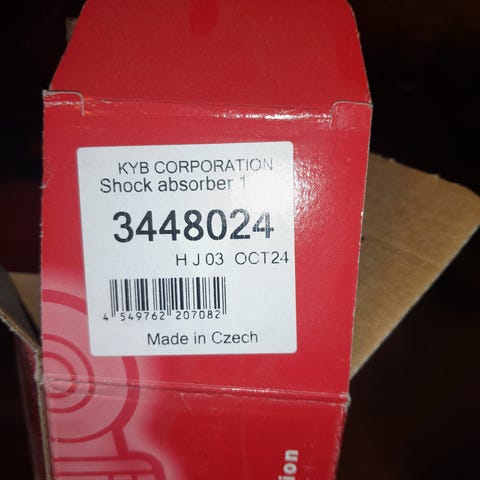 KYB CORPORATION
Shock absorber 1
3448024
H J 03 OCT24
4 549762 207082
Made in Czech